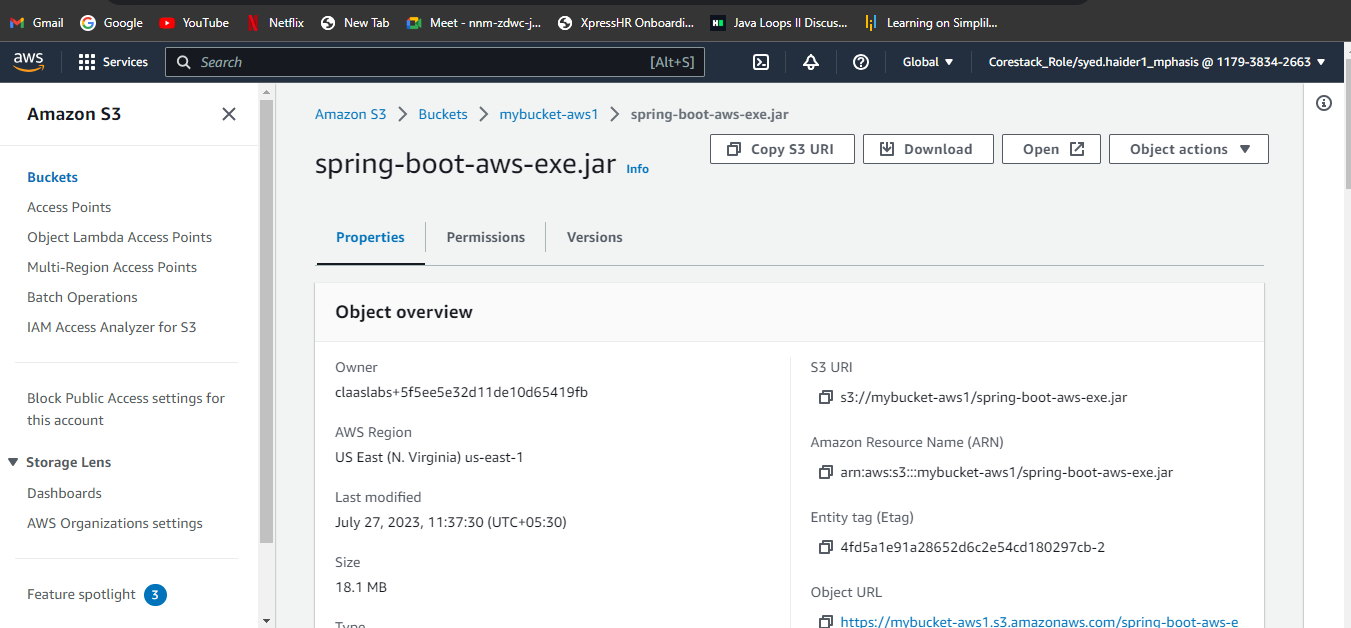 Gmail Google YouTube Netflix New Tab Meet - nnm-zdwc-j... XpressHR Onboardi... Java Loops II Discus... Learning on Simplil...
aws Services Search [Alt+S] Global Corestack_Role/syed.haider1_mphasis @ 1179-3834-2663
Amazon S3
Buckets
Access Points
Object Lambda Access Points
Multi-Region Access Points
Batch Operations
IAM Access Analyzer for S3
Block Public Access settings for
this account
Storage Lens
Dashboards
AWS Organizations settings
Feature spotlight 3
Amazon S3 Buckets mybucket-aws1 spring-boot-aws-exe.jar
spring-boot-aws-exe.jar Info
Copy S3 URI Download Open Object actions
Properties Permissions Versions
Object overview
Owner
claaslabs+5f5ee5e32d11de10d65419fb
AWS Region
US East (N. Virginia) us-east-1
Last modified
July 27, 2023, 11:37:30 (UTC+05:30)
Size
18.1 MB
Type
S3 URI
s3://mybucket-aws1/spring-boot-aws-exe.jar
Amazon Resource Name (ARN)
arn:aws:s3:::mybucket-aws1/spring-boot-aws-exe.jar
Entity tag (Etag)
4fd5a1e91a28652d6c2e54cd180297cb-2
Object URL
https://mybucket-aws1.s3.amazonaws.com/spring-boot-aws-e